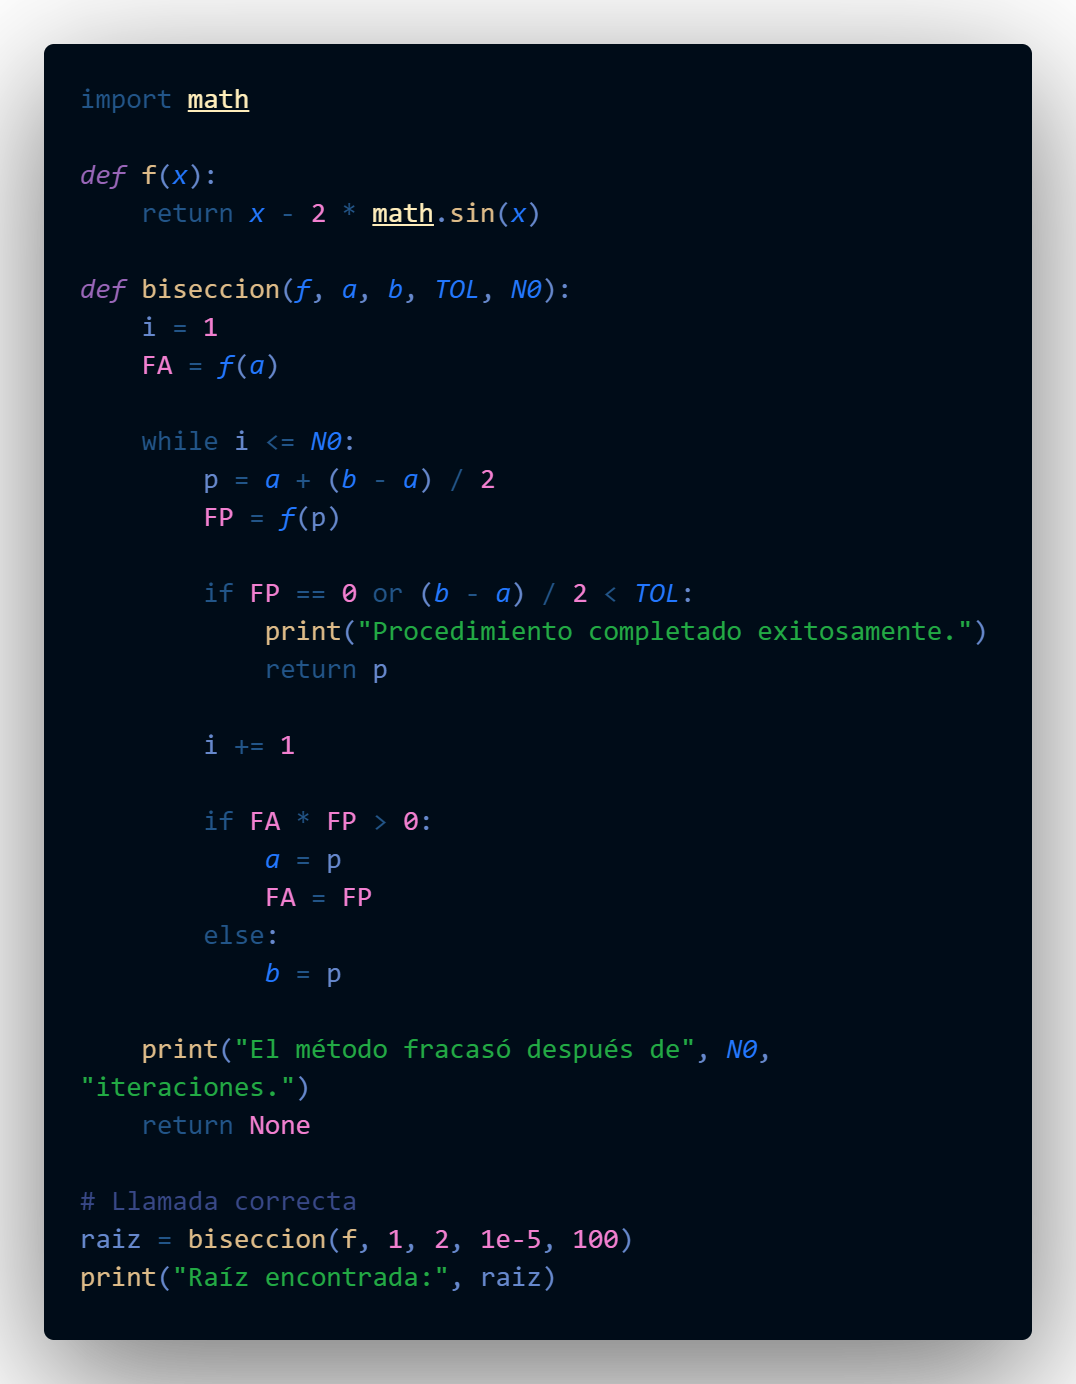 import math

def f(x):
    return x - 2 * math.sin(x)

def biseccion(f, a, b, TOL, N0):
    i = 1
    FA = f(a)

    while i <= N0:
        p = a + (b - a) / 2
        FP = f(p)

        if FP == 0 or (b - a) / 2 < TOL:
            print("Procedimiento completado exitosamente.")
            return p

        i += 1

        if FA * FP > 0:
            a = p
            FA = FP
        else:
            b = p

    print("El método fracasó después de", N0,
"iteraciones.")
    return None

# Llamada correcta
raiz = biseccion(f, 1, 2, 1e-5, 100)
print("Raíz encontrada:", raiz)